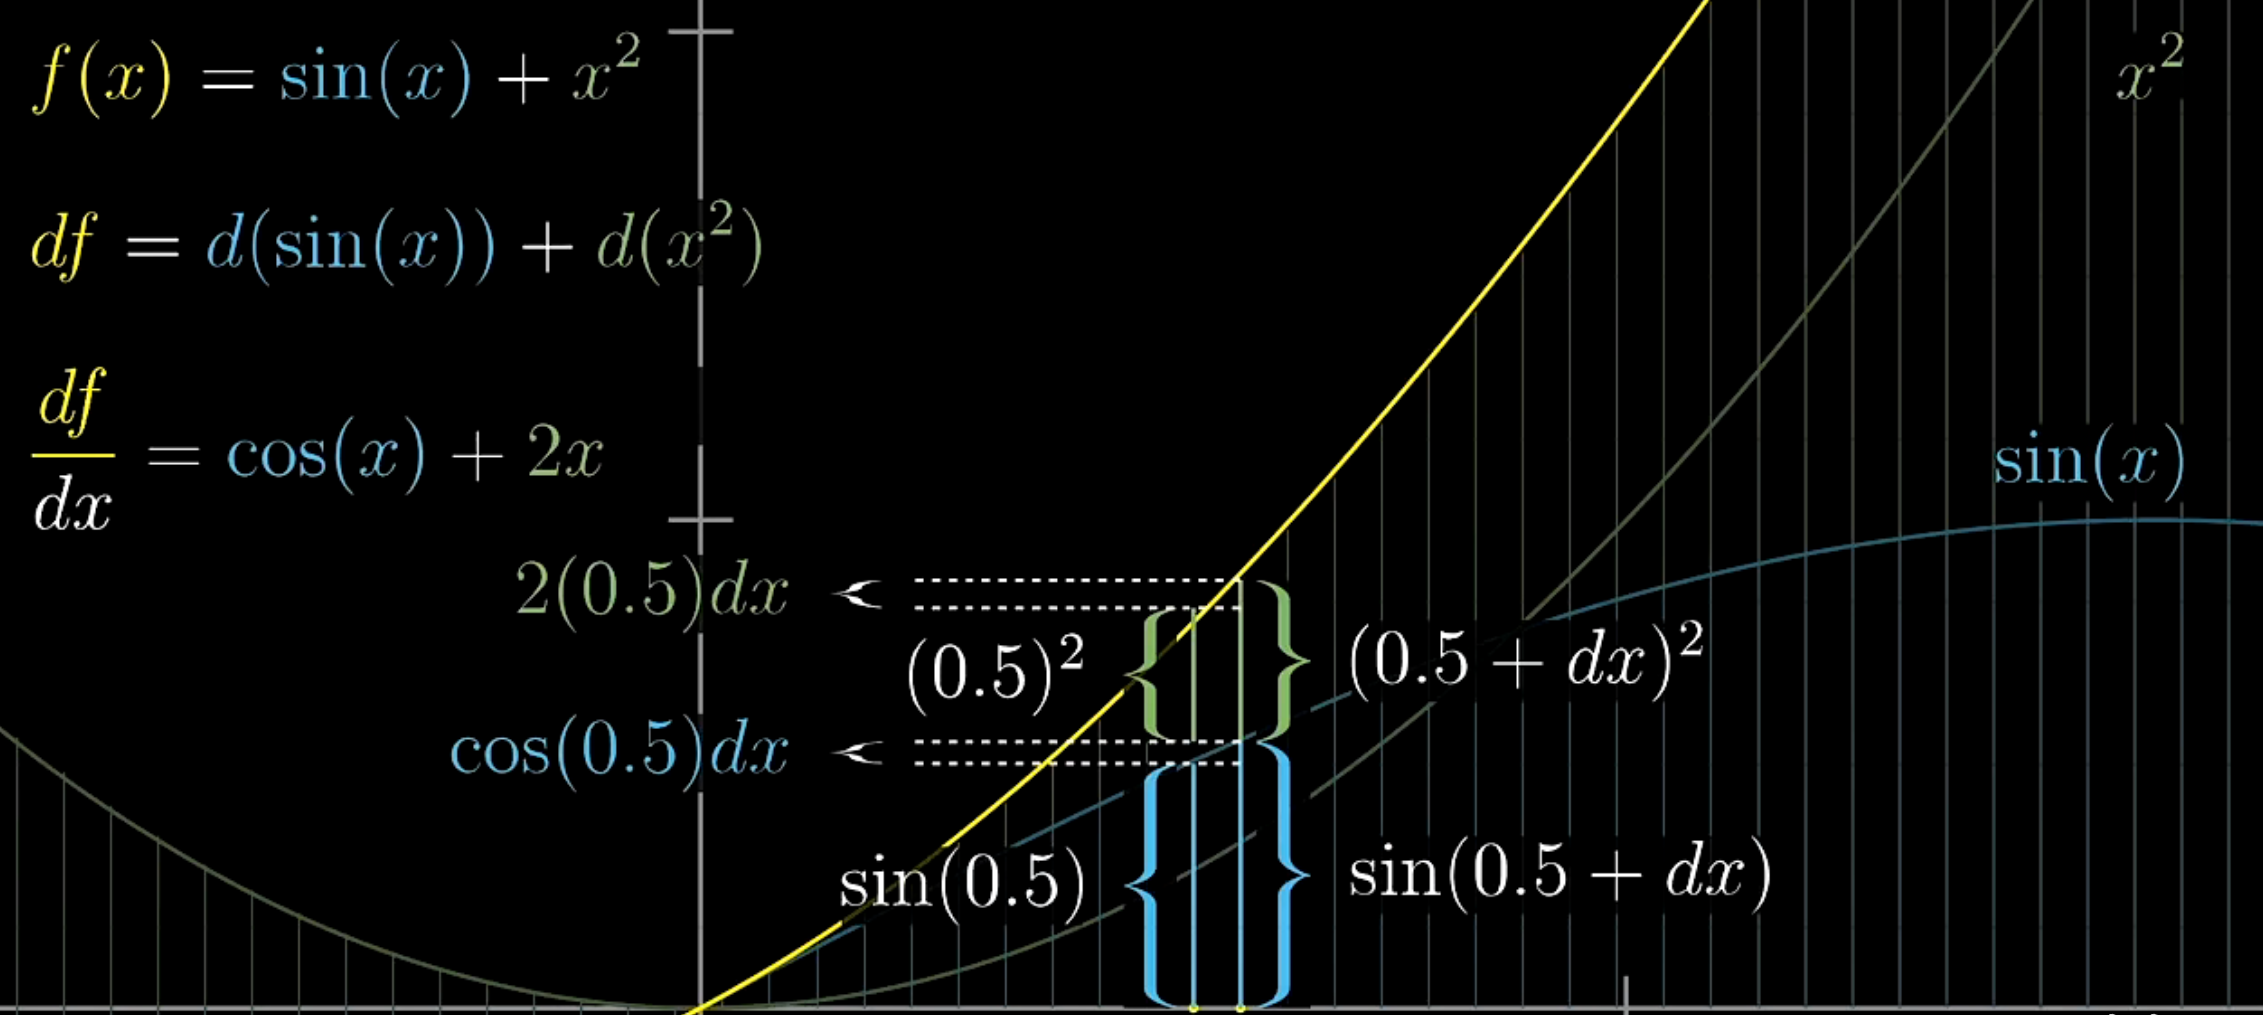 f(x) = sin(x) + x²
x²
df = d(sin(x)) + d(x²)
df/dx = cos(x) + 2x
sin(x)
2(0.5)dx
(0.5)²
(0.5 + dx)²
cos(0.5)dx
sin(0.5)
sin(0.5 + dx)